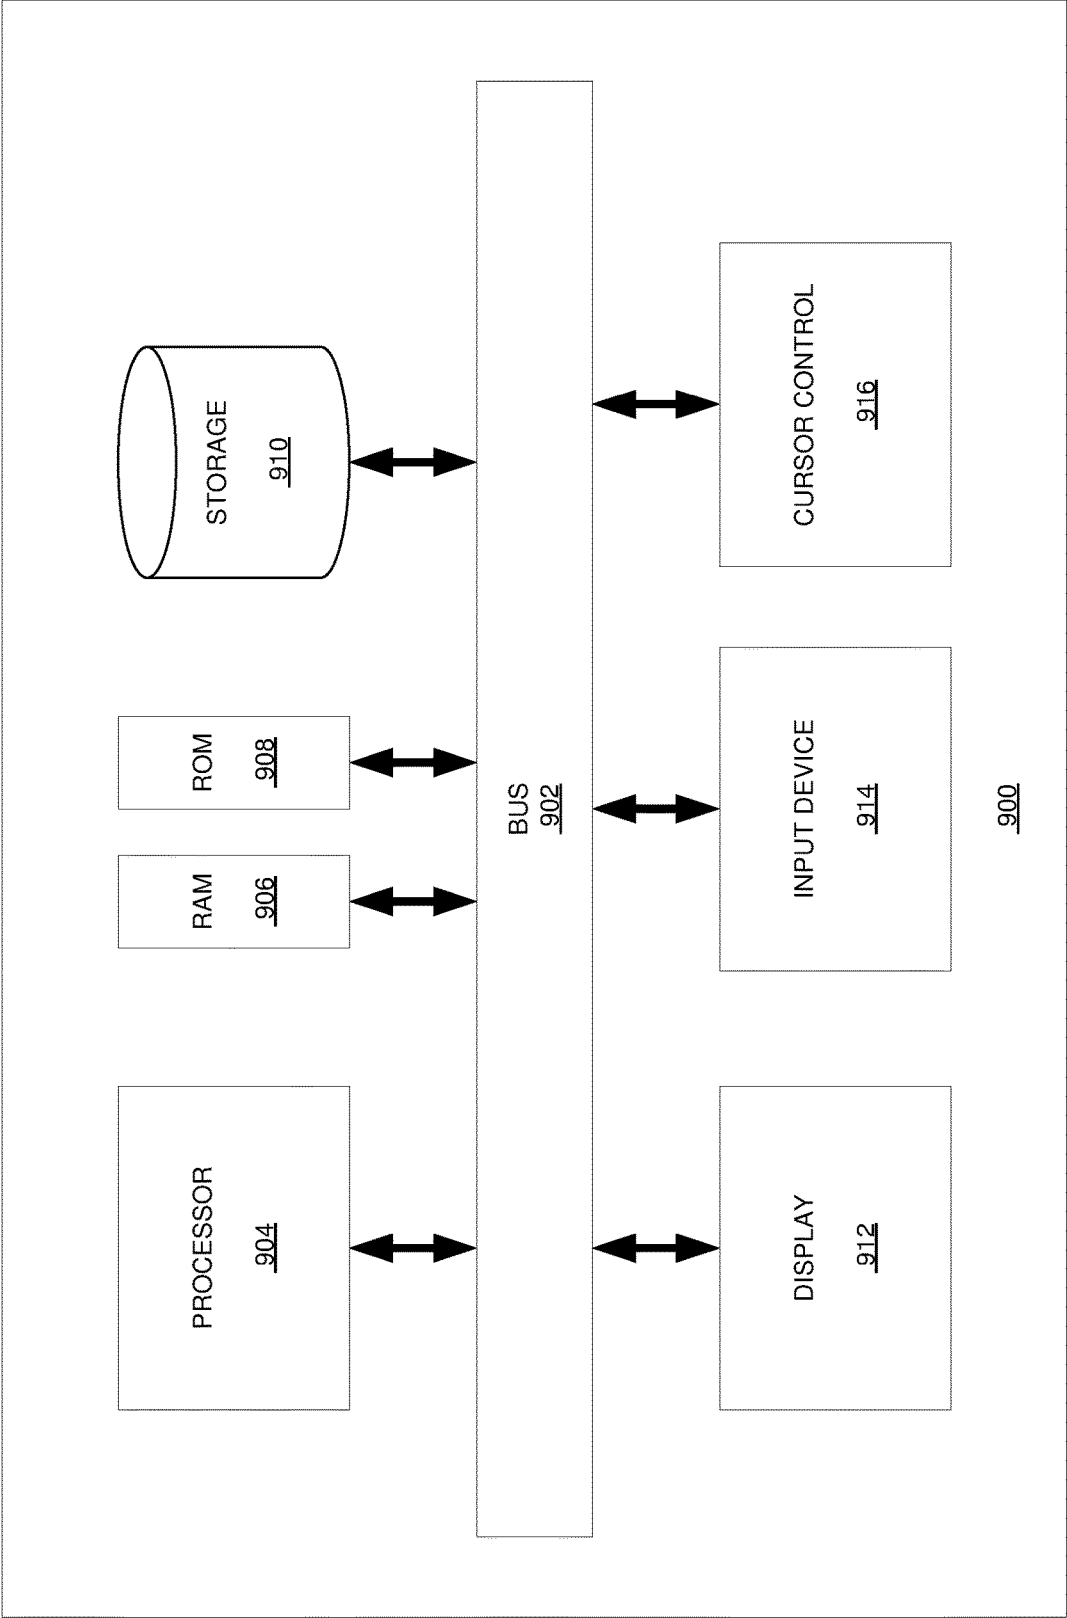 PROCESSOR
904
RAM
906
ROM
908
STORAGE
910
BUS
902
DISPLAY
912
INPUT DEVICE
914
CURSOR CONTROL
916
900